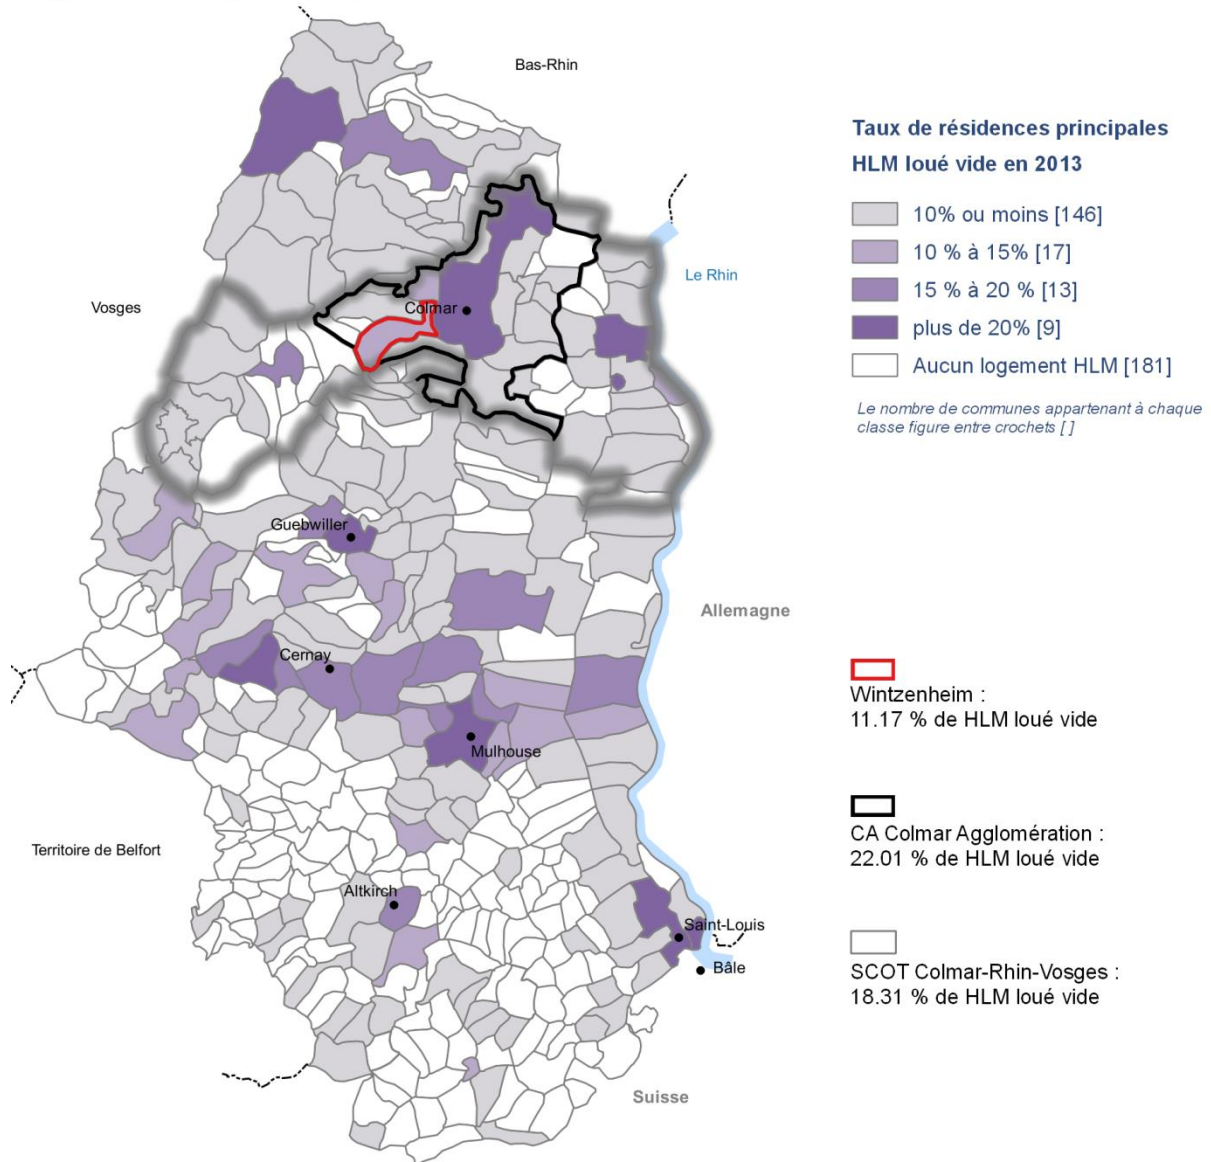 Bas-Rhin
Le Rhin
Vosges
Colmar
Guebwiller
Allemagne
Cernay
Mulhouse
Territoire de Belfort
Altkirch
Saint-Louis
Bâle
Suisse
Taux de résidences principales
HLM loué vide en 2013
10% ou moins [146]
10 % à 15% [17]
15 % à 20 % [13]
plus de 20% [9]
Aucun logement HLM [181]
Le nombre de communes appartenant à chaque
classe figure entre crochets [ ]
Wintzenheim :
11.17 % de HLM loué vide
CA Colmar Agglomération :
22.01 % de HLM loué vide
SCOT Colmar-Rhin-Vosges :
18.31 % de HLM loué vide